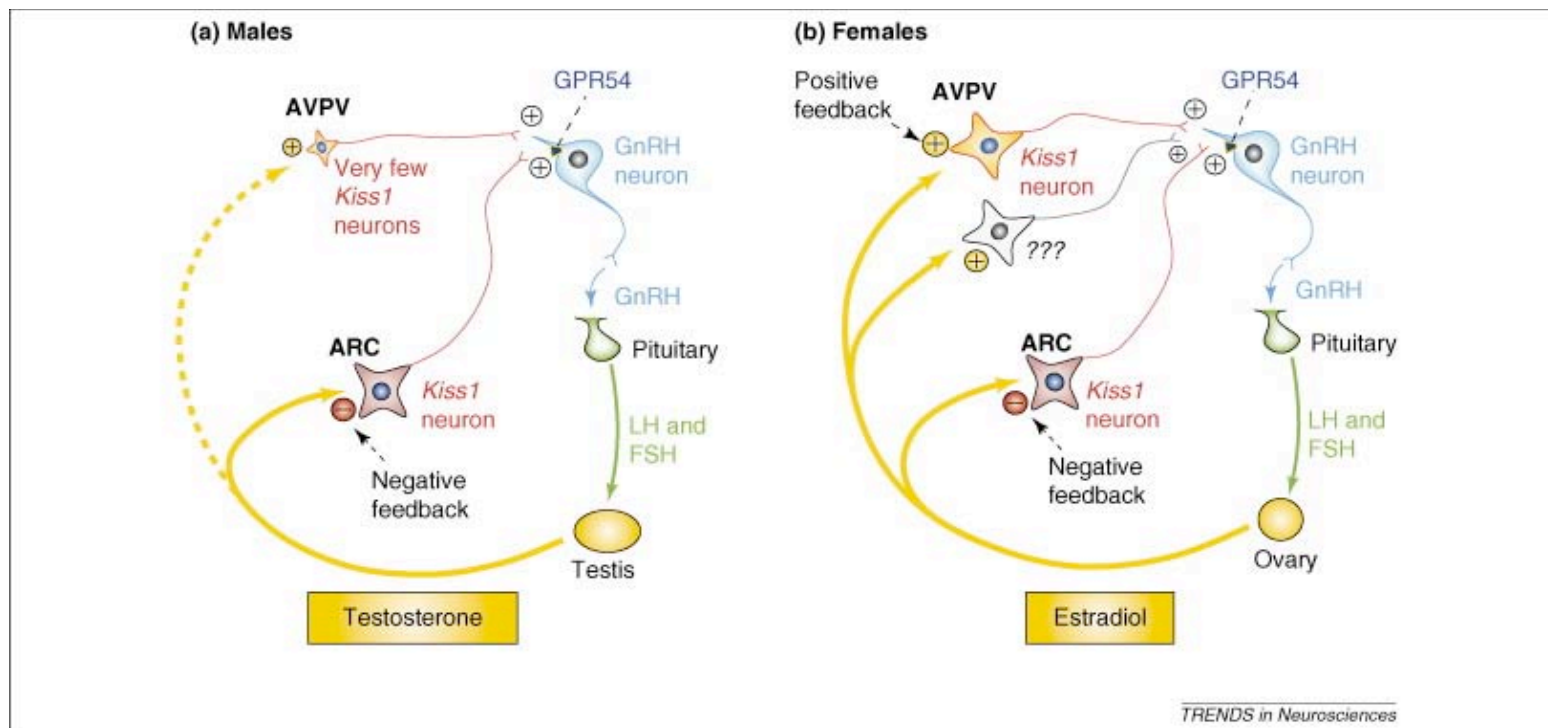 (a) Males
GPR54
AVPV
+
+
+
Very few
Kiss1
neurons
GnRH
neuron
GnRH
Pituitary
ARC
Kiss1
neuron
−
LH and
FSH
Negative
feedback
Testis
Testosterone
(b) Females
Positive
feedback
AVPV
GPR54
+
+
+
+
Kiss1
neuron
GnRH
neuron
???
+
GnRH
Pituitary
ARC
Kiss1
neuron
−
LH and
FSH
Negative
feedback
Ovary
Estradiol
TRENDS in Neurosciences